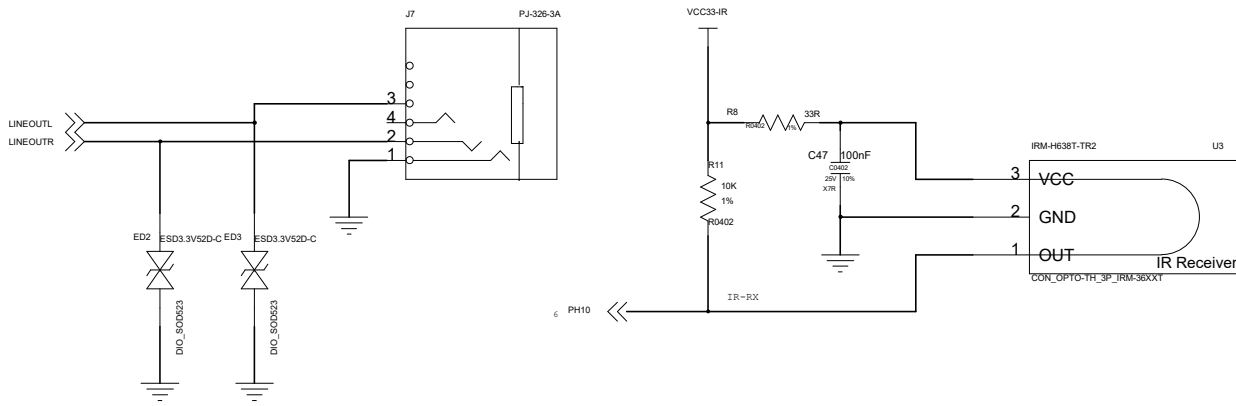 J7
PJ-326-3A
3
4
2
1
LINEOUTL
LINEOUTR
ED2
ESD3.3V52D-C
ED3
ESD3.3V52D-C
DIO_SOD523
DIO_SOD523
VCC33-IR
R8
33R
R0402
1%
C47
100nF
C0402
25V
10%
X7R
R11
10K
1%
R0402
IRM-H638T-TR2
U3
3
VCC
2
GND
1
OUT
IR Receiver
CON_OPTO-TH_3P_IRM-36XXT
IR-RX
6
PH10